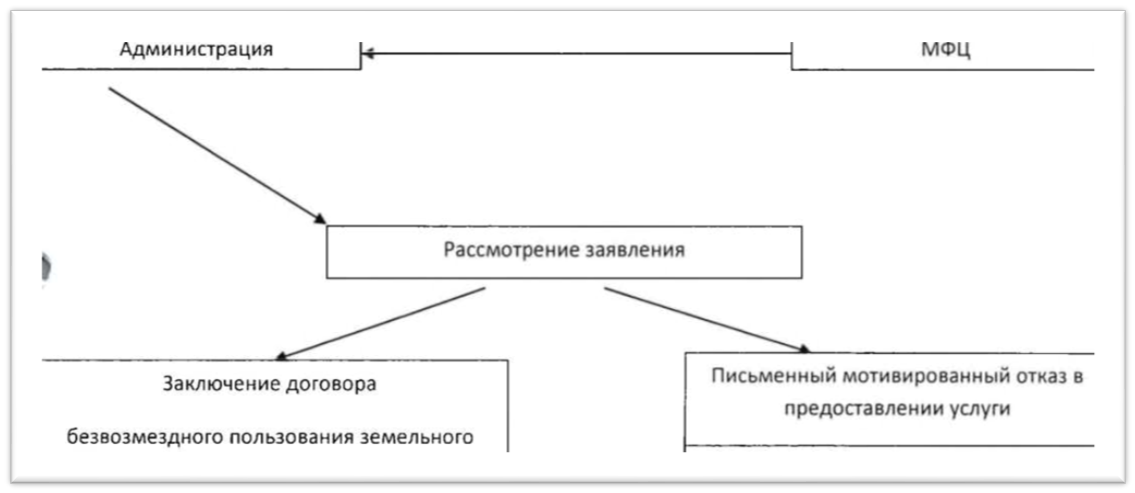 Администрация
МФЦ
Рассмотрение заявления
Заключение договора
безвозмездного пользования земельного
Письменный мотивированный отказ в
предоставлении услуги